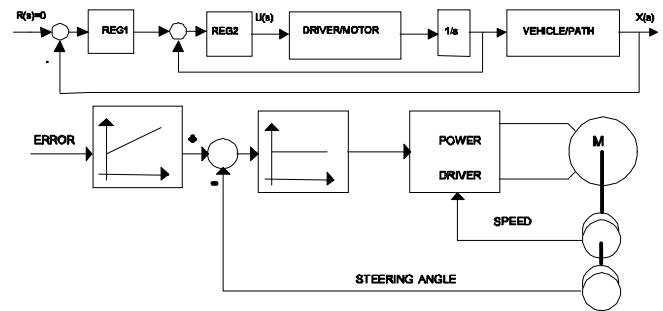 R(s)=0
REG1
REG2
U(s)
DRIVER/MOTOR
1/s
VEHICLE/PATH
X(s)
-
ERROR
+
-
POWER
DRIVER
M
SPEED
STEERING ANGLE